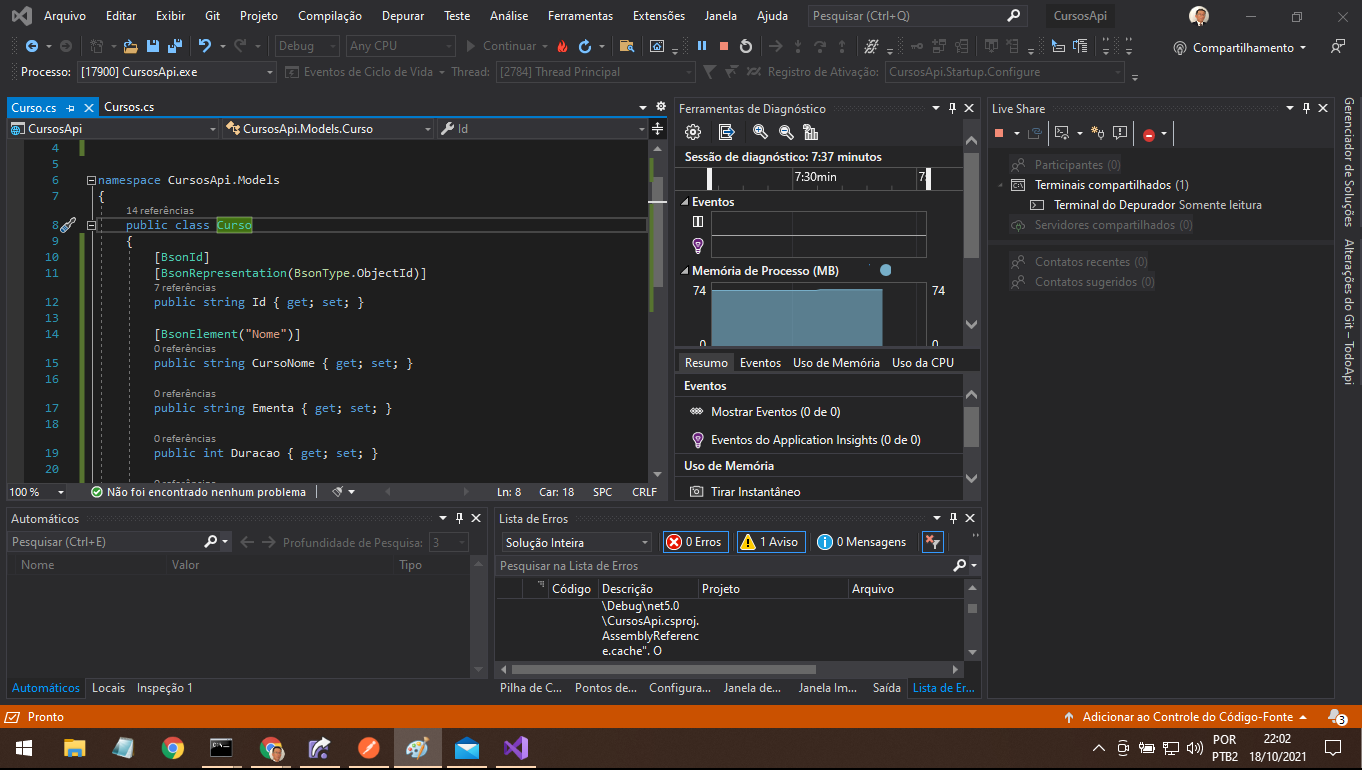 Arquivo Editar Exibir Git Projeto Compilação Depurar Teste Análise Ferramentas Extensões Janela Ajuda Pesquisar (Ctrl+Q) CursosApi
Debug Any CPU Continuar Compartilhamento
Processo: [17900] CursosApi.exe Eventos de Ciclo de Vida Thread: [2784] Thread Principal Registro de Ativação: CursosApi.Startup.Configure
Curso.cs Cursos.cs
CursosApi CursosApi.Models.Curso Id
4
5
6 namespace CursosApi.Models
7 {
14 referências
8 public class Curso
9 {
10 [BsonId]
11 [BsonRepresentation(BsonType.ObjectId)]
7 referências
12 public string Id { get; set; }
13
14 [BsonElement("Nome")]
0 referências
15 public string CursoNome { get; set; }
16
0 referências
17 public string Ementa { get; set; }
18
0 referências
19 public int Duracao { get; set; }
20
0 referências
100 % Não foi encontrado nenhum problema Ln: 8 Car: 18 SPC CRLF
Ferramentas de Diagnóstico
Sessão de diagnóstico: 7:37 minutos
7:30min
Eventos
Memória de Processo (MB)
74 74
0 0
Resumo Eventos Uso de Memória Uso da CPU
Eventos
Mostrar Eventos (0 de 0)
Eventos do Application Insights (0 de 0)
Uso de Memória
Tirar Instantâneo
Live Share
Participantes (0)
Terminais compartilhados (1)
Terminal do Depurador Somente leitura
Servidores compartilhados (0)
Contatos recentes (0)
Contatos sugeridos (0)
Gerenciador de Soluções
Alterações do Git – TodoApi
Automáticos
Pesquisar (Ctrl+E) Profundidade de Pesquisa: 3
Nome Valor Tipo
Automáticos Locais Inspeção 1
Lista de Erros
Solução Inteira 0 Erros 1 Aviso 0 Mensagens
Pesquisar na Lista de Erros
Código Descrição Projeto Arquivo
\Debug\net5.0
\CursosApi.csproj.
AssemblyReferenc
e.cache". O
Pilha de C... Pontos de... Configura... Janela de... Janela Im... Saída Lista de Er...
Pronto Adicionar ao Controle do Código-Fonte 3
POR
PTB2
22:02
18/10/2021